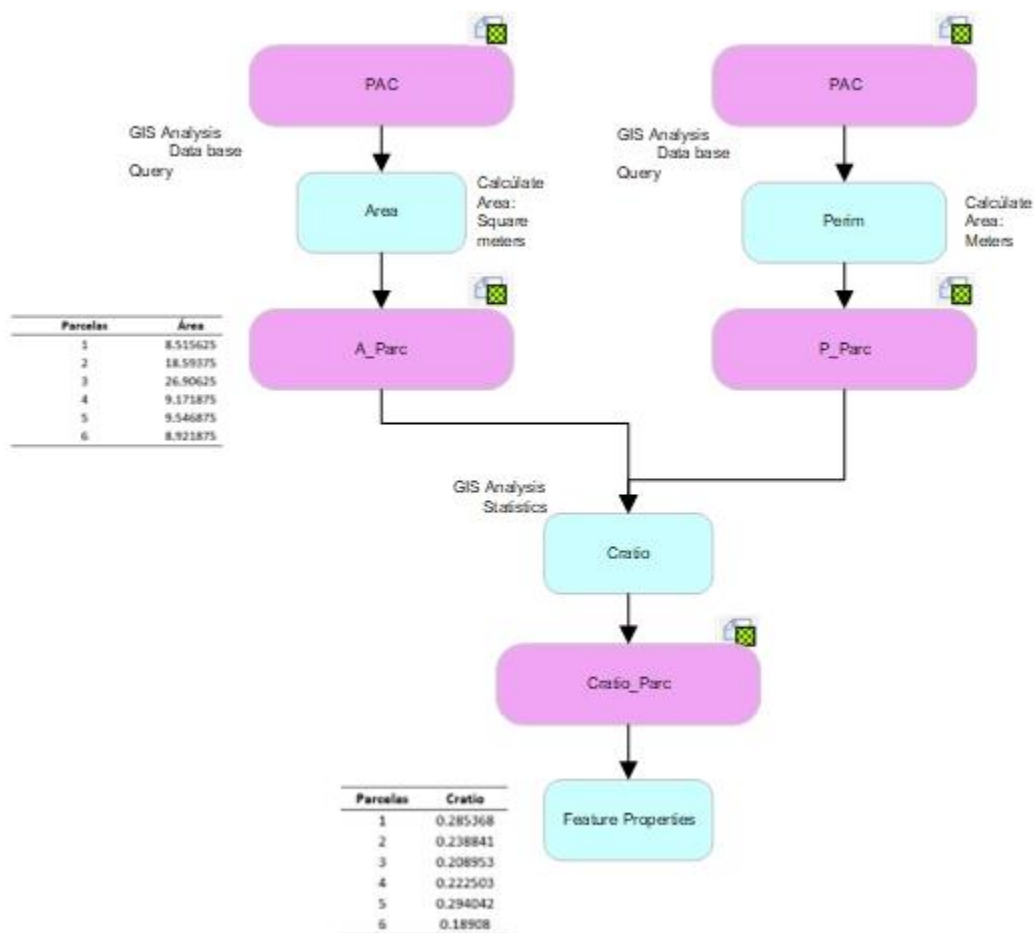 PAC
PAC
GIS Analysis
Data base
Query
GIS Analysis
Data base
Query
Area
Calcúlate
Area:
Square
meters
Perim
Calcúlate
Area:
Meters
Parcelas Área
1 8.515625
2 18.59375
3 26.90625
4 9.171875
5 9.546875
6 8.921875
A_Parc
P_Parc
GIS Analysis
Statistics
Cratio
Cratio_Parc
Feature Properties
Parcelas Cratio
1 0.285368
2 0.238841
3 0.208953
4 0.222503
5 0.294042
6 0.18908